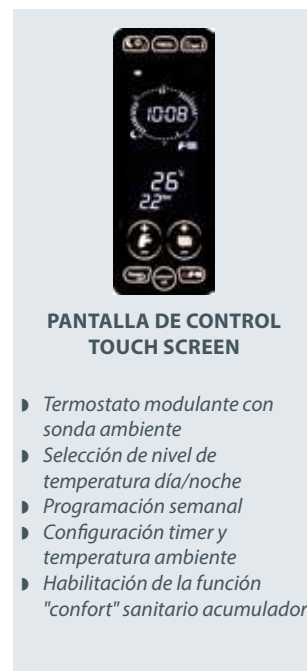 10:08
26°
22
PANTALLA DE CONTROL
TOUCH SCREEN
◗ Termostato modulante con
sonda ambiente
◗ Selección de nivel de
temperatura día/noche
◗ Programación semanal
◗ Configuración timer y
temperatura ambiente
◗ Habilitación de la función
"confort" sanitario acumulador